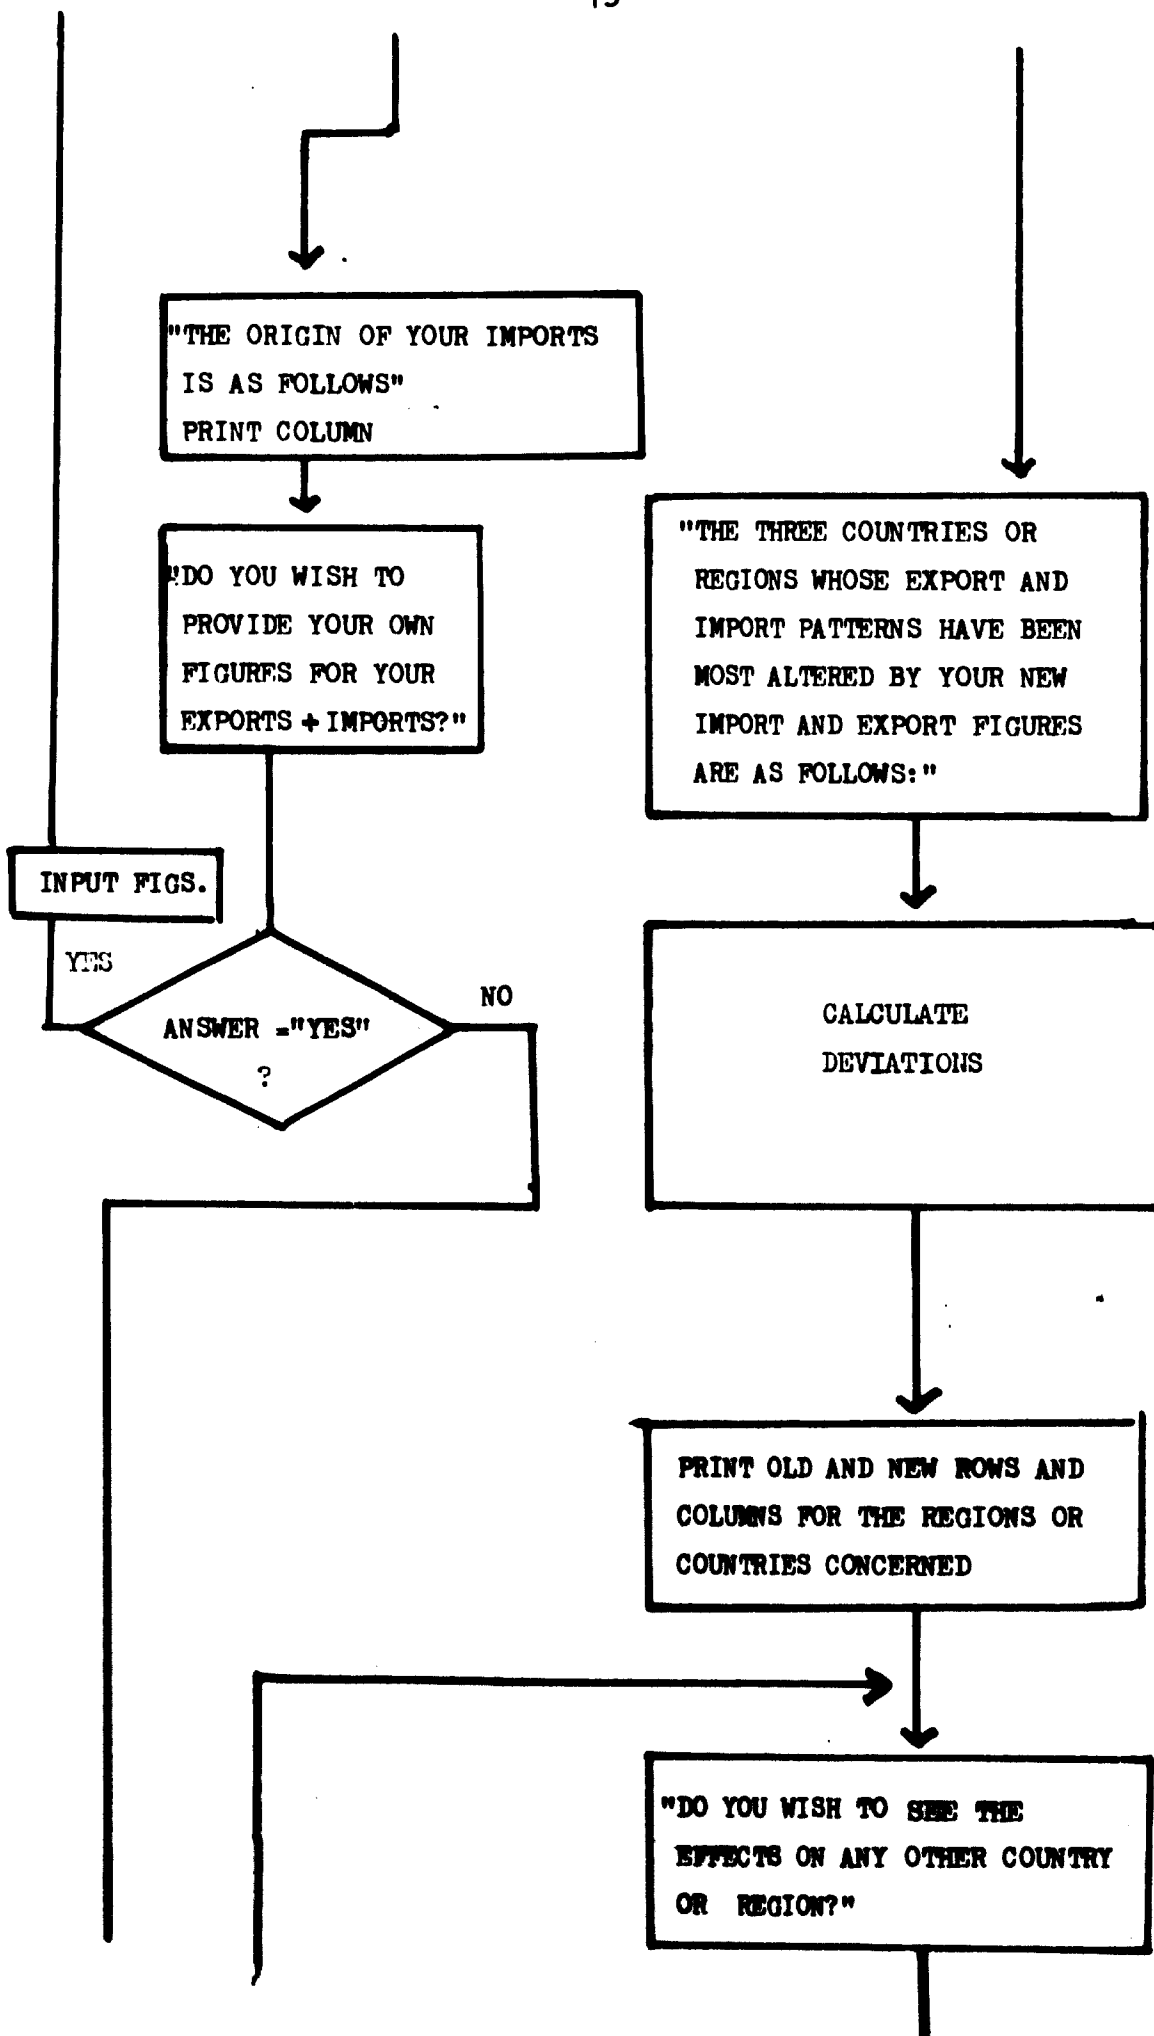 "THE ORIGIN OF YOUR IMPORTS
IS AS FOLLOWS"
PRINT COLUMN
"DO YOU WISH TO
PROVIDE YOUR OWN
FIGURES FOR YOUR
EXPORTS + IMPORTS?"
INPUT FIGS.
YES
NO
ANSWER ="YES"
?
"THE THREE COUNTRIES OR
REGIONS WHOSE EXPORT AND
IMPORT PATTERNS HAVE BEEN
MOST ALTERED BY YOUR NEW
IMPORT AND EXPORT FIGURES
ARE AS FOLLOWS:"
CALCULATE
DEVIATIONS
PRINT OLD AND NEW ROWS AND
COLUMNS FOR THE REGIONS OR
COUNTRIES CONCERNED
"DO YOU WISH TO SEE THE
EFFECTS ON ANY OTHER COUNTRY
OR REGION?"